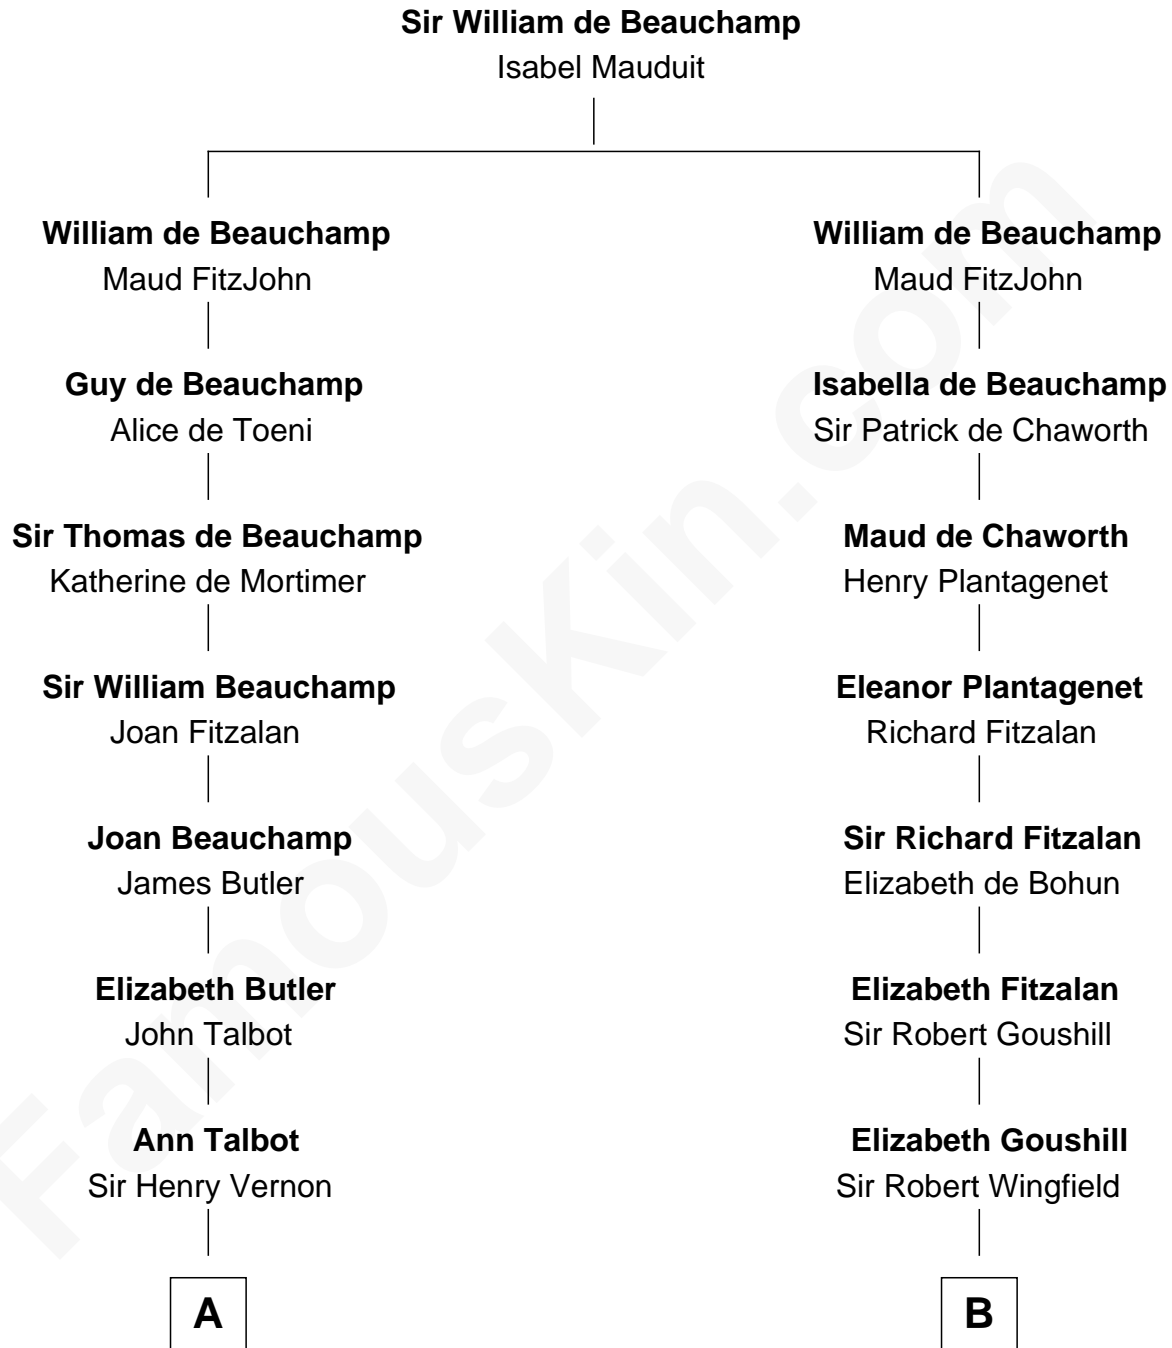 Sir William de Beauchamp
Isabel Mauduit
William de Beauchamp
Maud FitzJohn
William de Beauchamp
Maud FitzJohn
Guy de Beauchamp
Alice de Toeni
Isabella de Beauchamp
Sir Patrick de Chaworth
Sir Thomas de Beauchamp
Katherine de Mortimer
Maud de Chaworth
Henry Plantagenet
Sir William Beauchamp
Joan Fitzalan
Eleanor Plantagenet
Richard Fitzalan
Joan Beauchamp
James Butler
Sir Richard Fitzalan
Elizabeth de Bohun
Elizabeth Butler
John Talbot
Elizabeth Fitzalan
Sir Robert Goushill
Ann Talbot
Sir Henry Vernon
Elizabeth Goushill
Sir Robert Wingfield
A
B
FamousKin.com